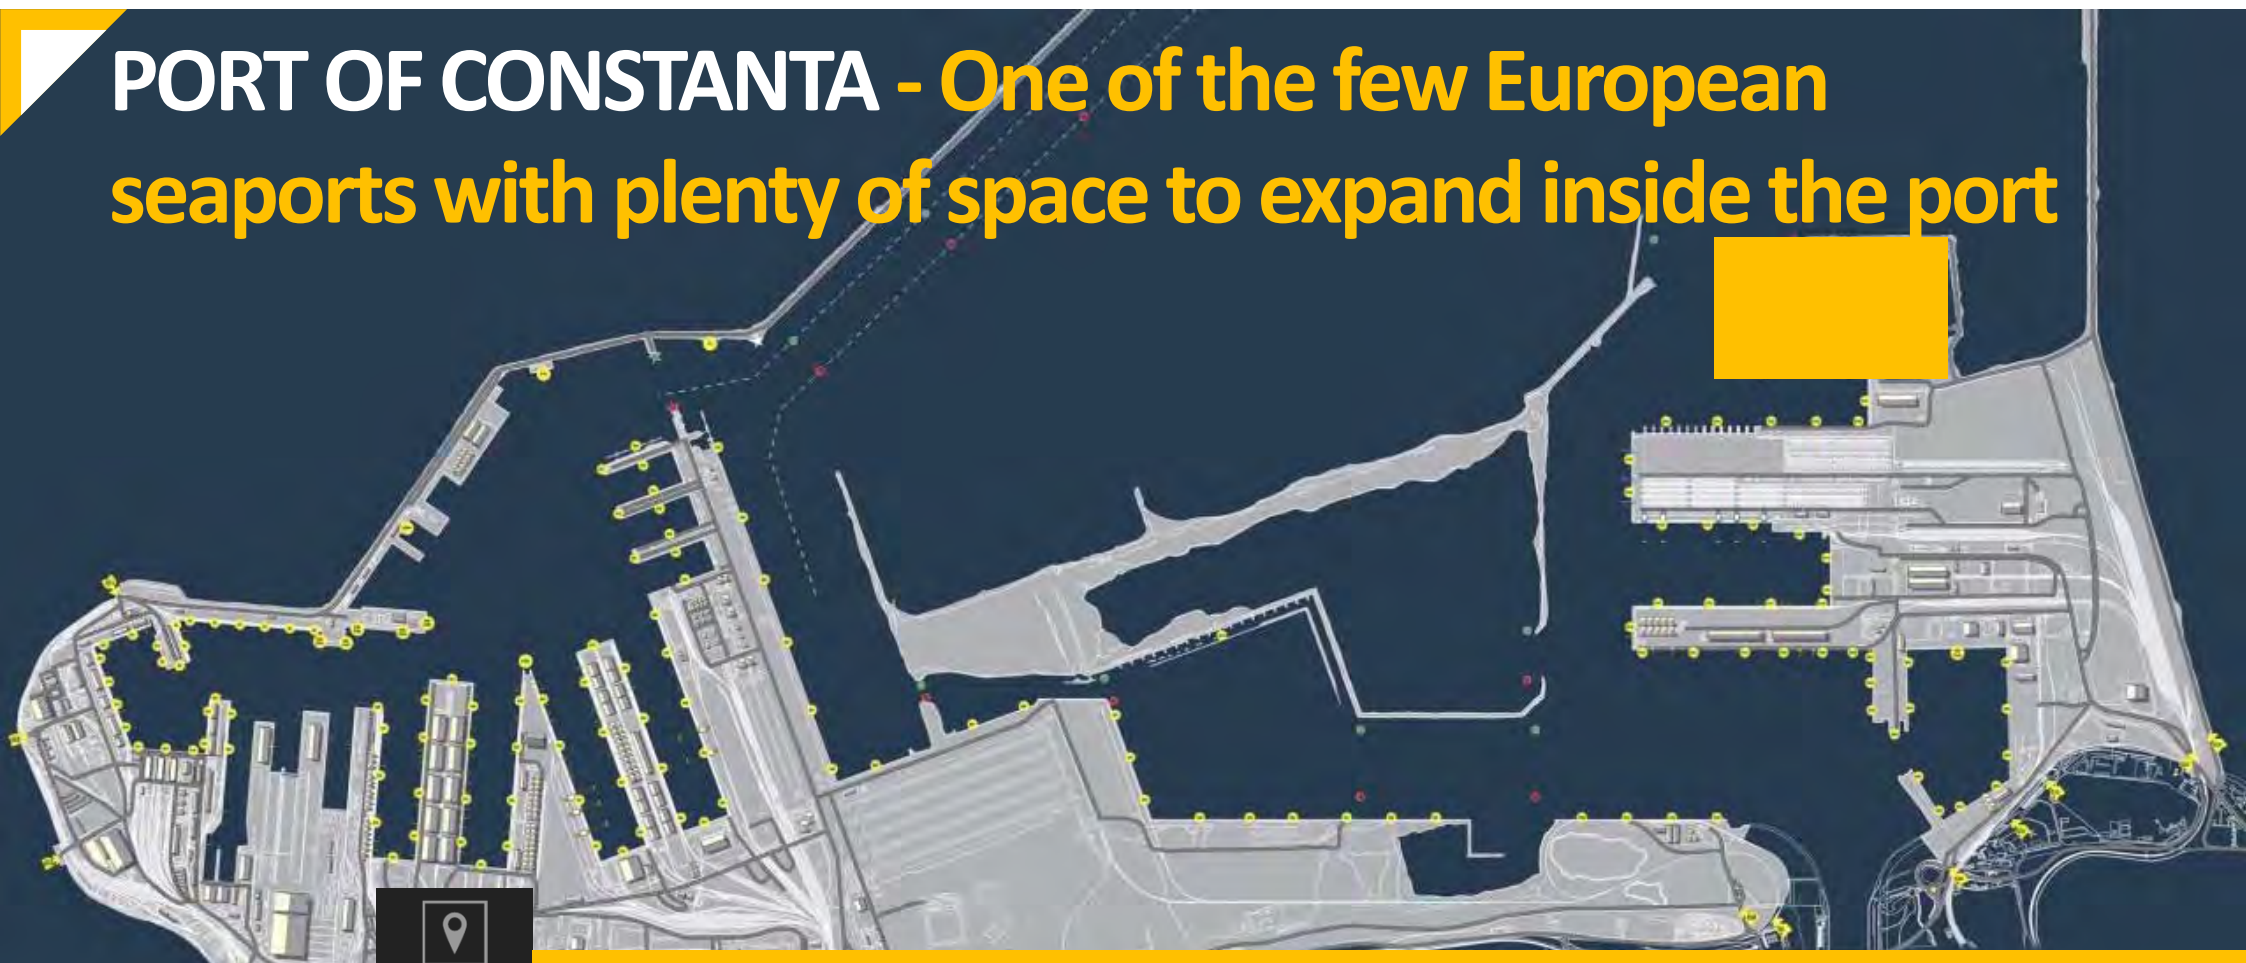 PORT OF CONSTANTA - One of the few European
seaports with plenty of space to expand inside the port